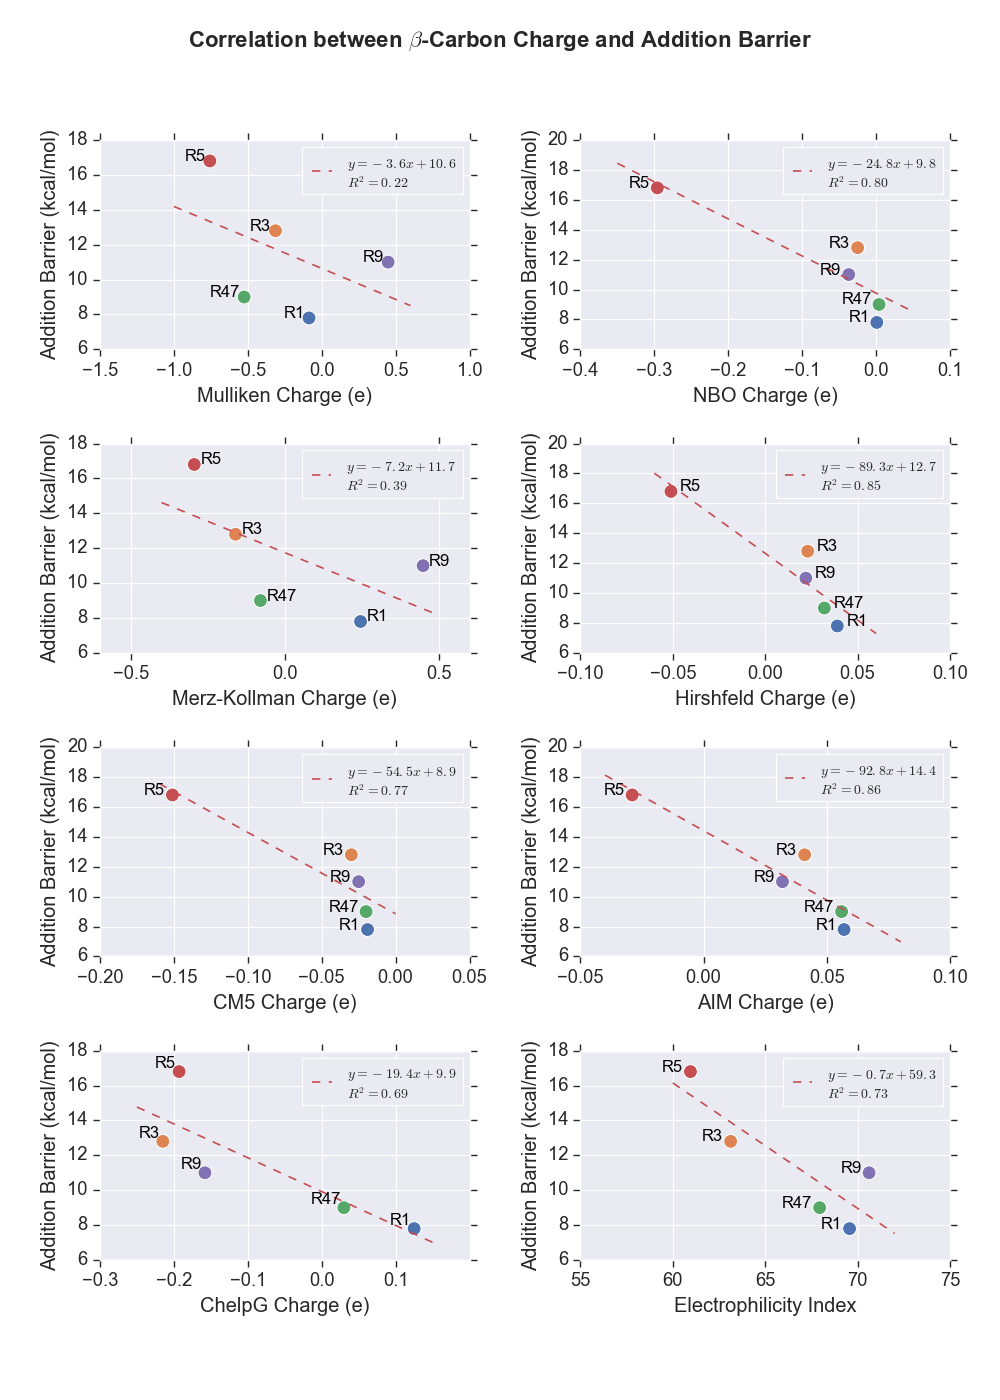 Correlation between β-Carbon Charge and Addition Barrier
Addition Barrier (kcal/mol)
18
16
14
12
10
8
6
R5
R3
R9
R47
R1
y = −3.6x + 10.6
R² = 0.22
−1.5 −1.0 −0.5 0.0 0.5 1.0
Mulliken Charge (e)
Addition Barrier (kcal/mol)
20
18
16
14
12
10
8
6
R5
R3
R9
R47
R1
y = −24.8x + 9.8
R² = 0.80
−0.4 −0.3 −0.2 −0.1 0.0 0.1
NBO Charge (e)
Addition Barrier (kcal/mol)
18
16
14
12
10
8
6
R5
R3
R9
R47
R1
y = −7.2x + 11.7
R² = 0.39
−0.5 0.0 0.5
Merz-Kollman Charge (e)
Addition Barrier (kcal/mol)
20
18
16
14
12
10
8
6
R5
R3
R9
R47
R1
y = −89.3x + 12.7
R² = 0.85
−0.10 −0.05 0.00 0.05 0.10
Hirshfeld Charge (e)
Addition Barrier (kcal/mol)
20
18
16
14
12
10
8
6
R5
R3
R9
R47
R1
y = −54.5x + 8.9
R² = 0.77
−0.20 −0.15 −0.10 −0.05 0.00 0.05
CM5 Charge (e)
Addition Barrier (kcal/mol)
20
18
16
14
12
10
8
6
R5
R3
R9
R47
R1
y = −92.8x + 14.4
R² = 0.86
−0.05 0.00 0.05 0.10
AIM Charge (e)
Addition Barrier (kcal/mol)
18
16
14
12
10
8
6
R5
R3
R9
R47
R1
y = −19.4x + 9.9
R² = 0.69
−0.3 −0.2 −0.1 0.0 0.1
ChelpG Charge (e)
Addition Barrier (kcal/mol)
18
16
14
12
10
8
6
R5
R3
R9
R47
R1
y = −0.7x + 59.3
R² = 0.73
55 60 65 70 75
Electrophilicity Index